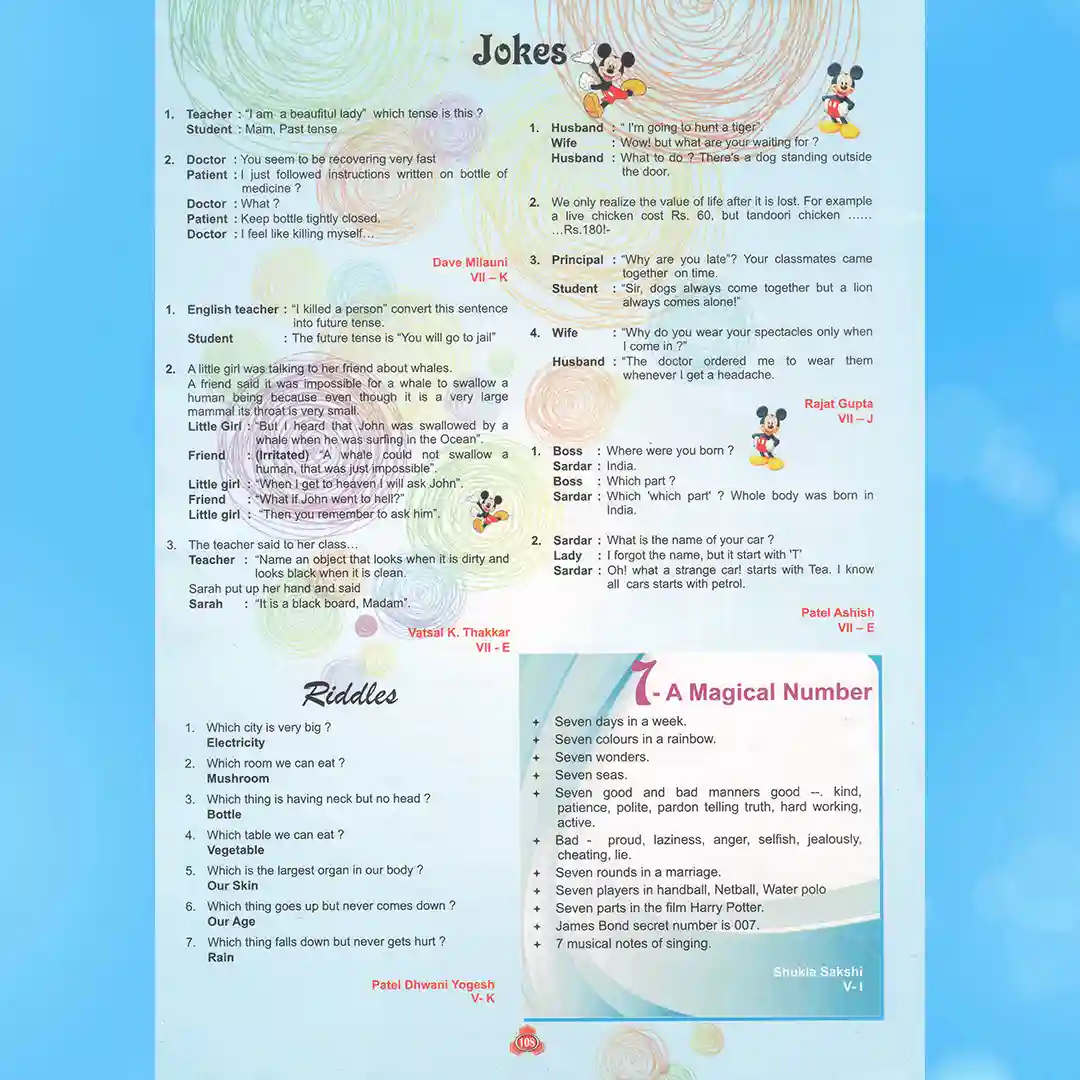 Jokes
1. Teacher : "I am a beaufiful lady" which tense is this ?
Student : Mam, Past tense
2. Doctor : You seem to be recovering very fast
Patient : I just followed instructions written on bottle of
medicine ?
Doctor : What ?
Patient : Keep bottle tightly closed.
Doctor : I feel like killing myself...
Dave Milauni
VII – K
1. English teacher : "I killed a person" convert this sentence
into future tense.
Student : The future tense is "You will go to jail"
2. A little girl was talking to her friend about whales.
A friend said it was impossible for a whale to swallow a
human being because even though it is a very large
mammal its throat is very small.
Little Girl : "But I heard that John was swallowed by a
whale when he was surfing in the Ocean".
Friend : (Irritated) "A whale could not swallow a
human, that was just impossible".
Little girl : "When I get to heaven I will ask John".
Friend : "What if John went to hell?"
Little girl : "Then you remember to ask him".
3. The teacher said to her class...
Teacher : "Name an object that looks when it is dirty and
looks black when it is clean.
Sarah put up her hand and said
Sarah : "It is a black board, Madam".
Vatsal K. Thakkar
VII - E
1. Husband : " I'm going to hunt a tiger".
Wife : Wow! but what are your waiting for ?
Husband : What to do ? There's a dog standing outside
the door.
2. We only realize the value of life after it is lost. For example
a live chicken cost Rs. 60, but tandoori chicken ......
...Rs.180!-
3. Principal : "Why are you late"? Your classmates came
together on time.
Student : "Sir, dogs always come together but a lion
always comes alone!"
4. Wife : "Why do you wear your spectacles only when
I come in ?"
Husband : "The doctor ordered me to wear them
whenever I get a headache.
Rajat Gupta
VII – J
1. Boss : Where were you born ?
Sardar : India.
Boss : Which part ?
Sardar : Which 'which part' ? Whole body was born in
India.
2. Sardar : What is the name of your car ?
Lady : I forgot the name, but it start with 'T'
Sardar : Oh! what a strange car! starts with Tea. I know
all cars starts with petrol.
Patel Ashish
VII – E
Riddles
1. Which city is very big ?
Electricity
2. Which room we can eat ?
Mushroom
3. Which thing is having neck but no head ?
Bottle
4. Which table we can eat ?
Vegetable
5. Which is the largest organ in our body ?
Our Skin
6. Which thing goes up but never comes down ?
Our Age
7. Which thing falls down but never gets hurt ?
Rain
Patel Dhwani Yogesh
V- K
7- A Magical Number
+ Seven days in a week.
+ Seven colours in a rainbow.
+ Seven wonders.
+ Seven seas.
+ Seven good and bad manners good --. kind,
patience, polite, pardon telling truth, hard working,
active.
+ Bad - proud, laziness, anger, selfish, jealously,
cheating, lie.
+ Seven rounds in a marriage.
+ Seven players in handball, Netball, Water polo
+ Seven parts in the film Harry Potter.
+ James Bond secret number is 007.
+ 7 musical notes of singing.
Shukla Sakshi
V- I
108